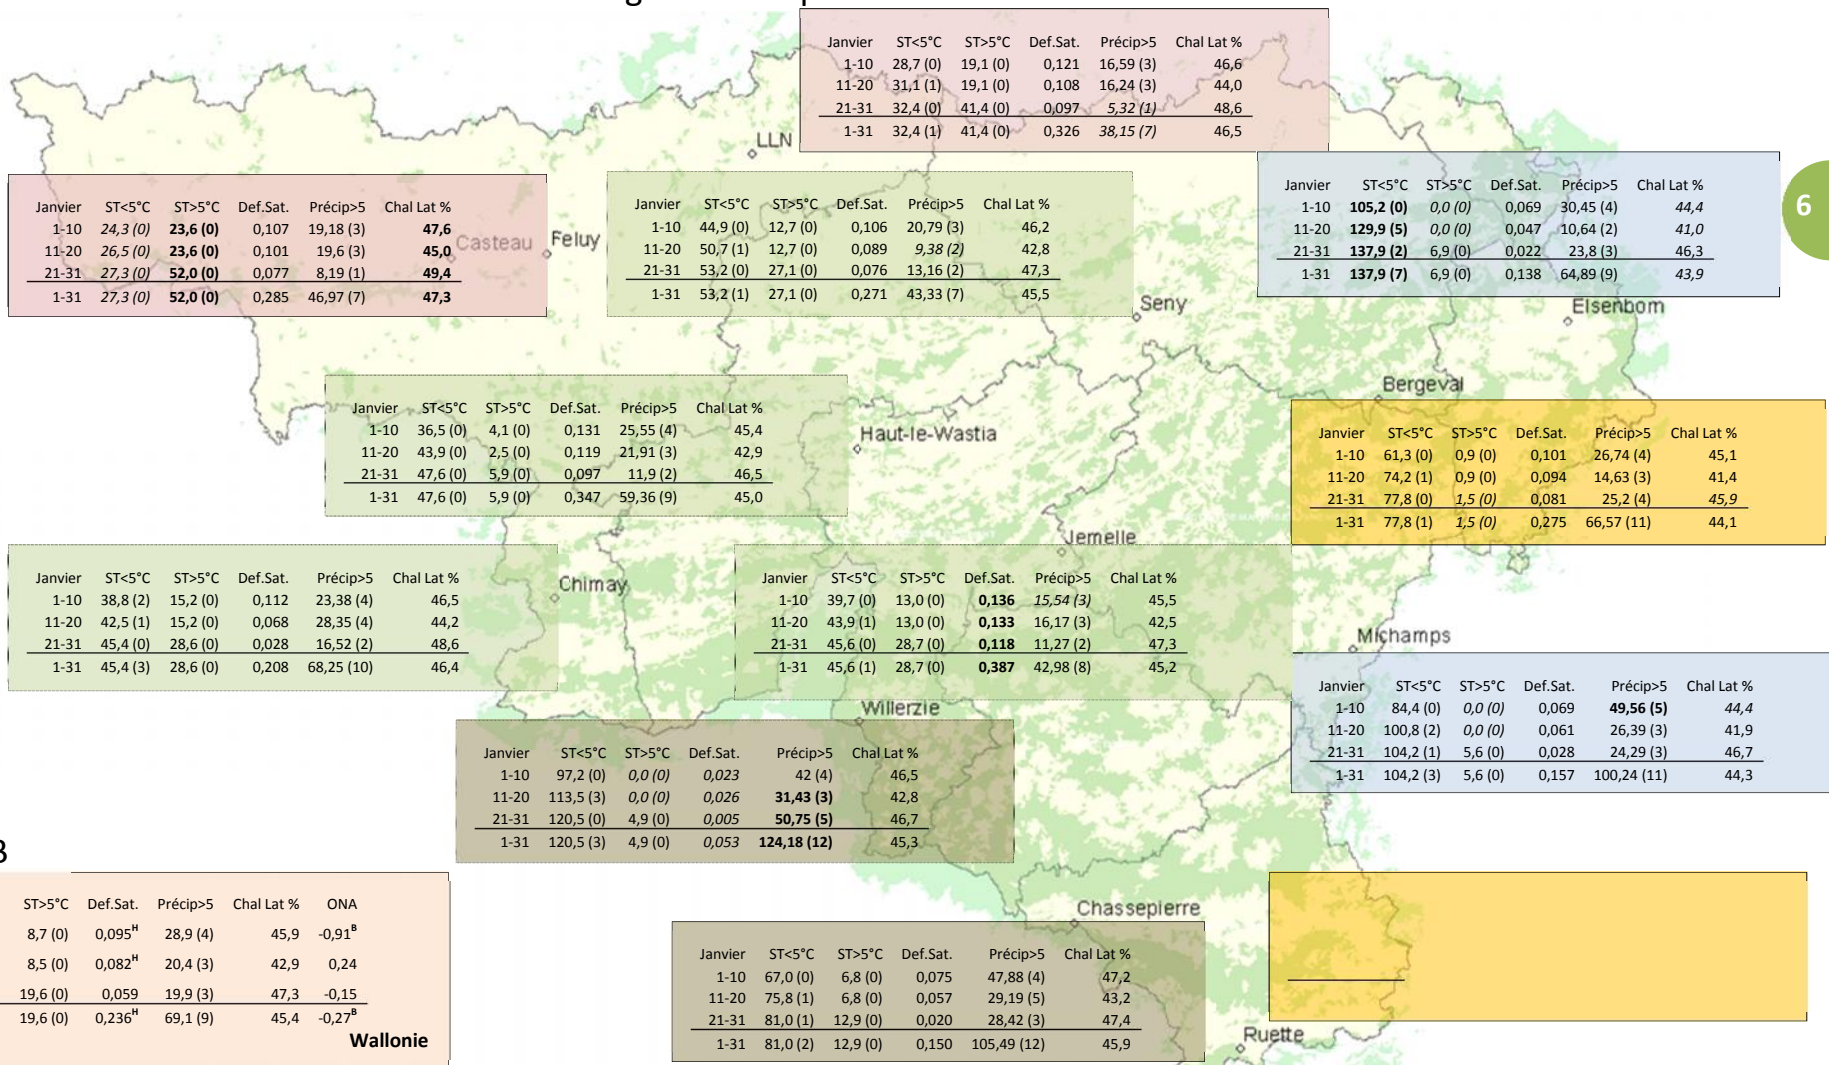 Janvier ST<5°C ST>5°C Def.Sat. Précip>5 Chal Lat %
1-10 28,7 (0) 19,1 (0) 0,121 16,59 (3) 46,6
11-20 31,1 (1) 19,1 (0) 0,108 16,24 (3) 44,0
21-31 32,4 (0) 41,4 (0) 0,097 5,32 (1) 48,6
1-31 32,4 (1) 41,4 (0) 0,326 38,15 (7) 46,5
LLN
Janvier ST<5°C ST>5°C Def.Sat. Précip>5 Chal Lat %
1-10 24,3 (0) 23,6 (0) 0,107 19,18 (3) 47,6
11-20 26,5 (0) 23,6 (0) 0,101 19,6 (3) 45,0
21-31 27,3 (0) 52,0 (0) 0,077 8,19 (1) 49,4
1-31 27,3 (0) 52,0 (0) 0,285 46,97 (7) 47,3
Casteau
Feluy
Janvier ST<5°C ST>5°C Def.Sat. Précip>5 Chal Lat %
1-10 44,9 (0) 12,7 (0) 0,106 20,79 (3) 46,2
11-20 50,7 (1) 12,7 (0) 0,089 9,38 (2) 42,8
21-31 53,2 (0) 27,1 (0) 0,076 13,16 (2) 47,3
1-31 53,2 (1) 27,1 (0) 0,271 43,33 (7) 45,5
Seny
Janvier ST<5°C ST>5°C Def.Sat. Précip>5 Chal Lat %
1-10 105,2 (0) 0,0 (0) 0,069 30,45 (4) 44,4
11-20 129,9 (5) 0,0 (0) 0,047 10,64 (2) 41,0
21-31 137,9 (2) 6,9 (0) 0,022 23,8 (3) 46,3
1-31 137,9 (7) 6,9 (0) 0,138 64,89 (9) 43,9
6
Elsenborn
Janvier ST<5°C ST>5°C Def.Sat. Précip>5 Chal Lat %
1-10 36,5 (0) 4,1 (0) 0,131 25,55 (4) 45,4
11-20 43,9 (0) 2,5 (0) 0,119 21,91 (3) 42,9
21-31 47,6 (0) 5,9 (0) 0,097 11,9 (2) 46,5
1-31 47,6 (0) 5,9 (0) 0,347 59,36 (9) 45,0
Haut-le-Wastia
Bergeval
Janvier ST<5°C ST>5°C Def.Sat. Précip>5 Chal Lat %
1-10 61,3 (0) 0,9 (0) 0,101 26,74 (4) 45,1
11-20 74,2 (1) 0,9 (0) 0,094 14,63 (3) 41,4
21-31 77,8 (0) 1,5 (0) 0,081 25,2 (4) 45,9
1-31 77,8 (1) 1,5 (0) 0,275 66,57 (11) 44,1
Janvier ST<5°C ST>5°C Def.Sat. Précip>5 Chal Lat %
1-10 38,8 (2) 15,2 (0) 0,112 23,38 (4) 46,5
11-20 42,5 (1) 15,2 (0) 0,068 28,35 (4) 44,2
21-31 45,4 (0) 28,6 (0) 0,028 16,52 (2) 48,6
1-31 45,4 (3) 28,6 (0) 0,208 68,25 (10) 46,4
Chimay
Jemelle
Janvier ST<5°C ST>5°C Def.Sat. Précip>5 Chal Lat %
1-10 39,7 (0) 13,0 (0) 0,136 15,54 (3) 45,5
11-20 43,9 (1) 13,0 (0) 0,133 16,17 (3) 42,5
21-31 45,6 (0) 28,7 (0) 0,118 11,27 (2) 47,3
1-31 45,6 (1) 28,7 (0) 0,387 42,98 (8) 45,2
Michamps
Janvier ST<5°C ST>5°C Def.Sat. Précip>5 Chal Lat %
1-10 84,4 (0) 0,0 (0) 0,069 49,56 (5) 44,4
11-20 100,8 (2) 0,0 (0) 0,061 26,39 (3) 41,9
21-31 104,2 (1) 5,6 (0) 0,028 24,29 (3) 46,7
1-31 104,2 (3) 5,6 (0) 0,157 100,24 (11) 44,3
Willerzie
Janvier ST<5°C ST>5°C Def.Sat. Précip>5 Chal Lat %
1-10 97,2 (0) 0,0 (0) 0,023 42 (4) 46,5
11-20 113,5 (3) 0,0 (0) 0,026 31,43 (3) 42,8
21-31 120,5 (0) 4,9 (0) 0,005 50,75 (5) 46,7
1-31 120,5 (3) 4,9 (0) 0,053 124,18 (12) 45,3
ST>5°C Def.Sat. Précip>5 Chal Lat % ONA
8,7 (0) 0,095H 28,9 (4) 45,9 -0,91B
8,5 (0) 0,082H 20,4 (3) 42,9 0,24
19,6 (0) 0,059 19,9 (3) 47,3 -0,15
19,6 (0) 0,236H 69,1 (9) 45,4 -0,27B
Wallonie
Chassepierre
Janvier ST<5°C ST>5°C Def.Sat. Précip>5 Chal Lat %
1-10 67,0 (0) 6,8 (0) 0,075 47,88 (4) 47,2
11-20 75,8 (1) 6,8 (0) 0,057 29,19 (5) 43,2
21-31 81,0 (1) 12,9 (0) 0,020 28,42 (3) 47,4
1-31 81,0 (2) 12,9 (0) 0,150 105,49 (12) 45,9
Ruette